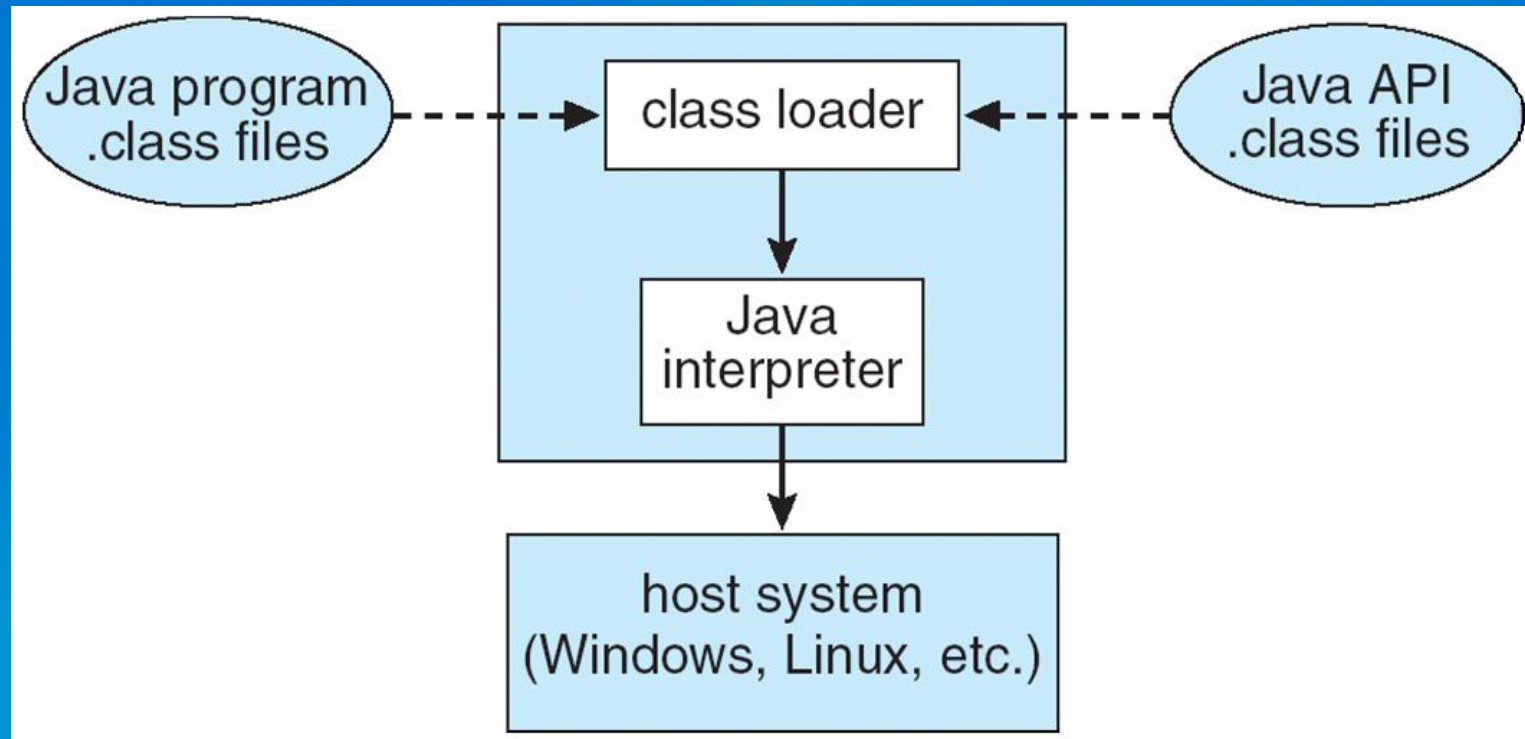 Java program
.class files
class loader
Java API
.class files
Java
interpreter
host system
(Windows, Linux, etc.)